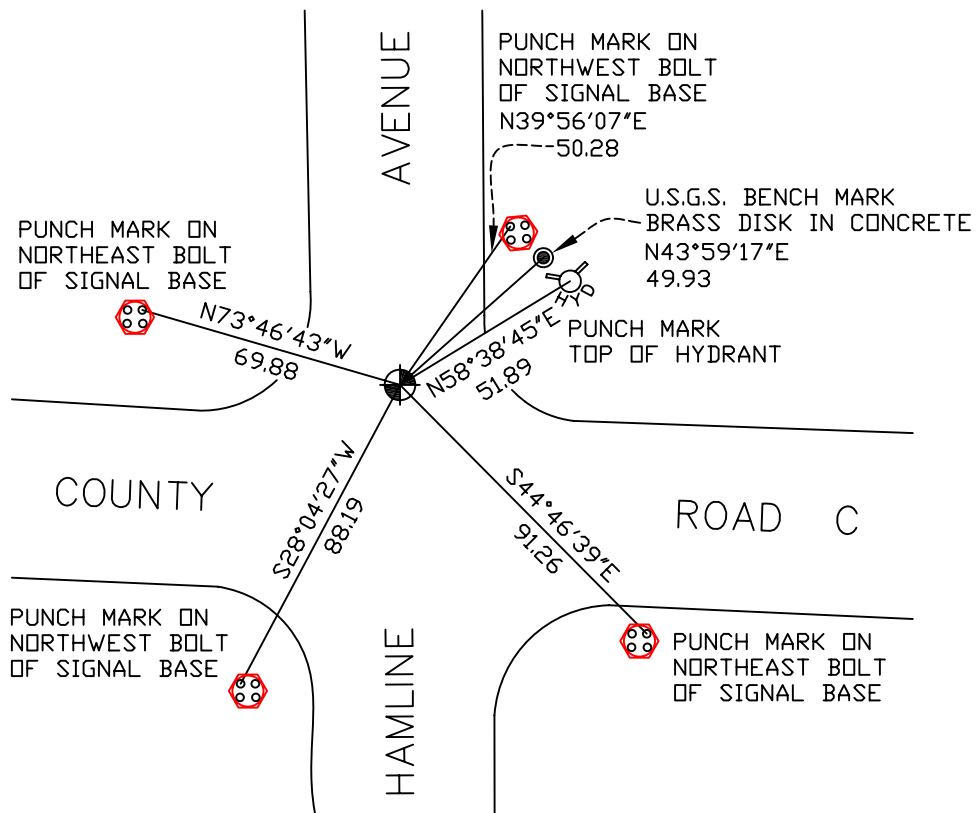 AVENUE
PUNCH MARK ON
NORTHWEST BOLT
OF SIGNAL BASE
N39°56'07"E
50.28
U.S.G.S. BENCH MARK
BRASS DISK IN CONCRETE
N43°59'17"E
49.93
PUNCH MARK ON
NORTHEAST BOLT
OF SIGNAL BASE
N73°46'43"W
69.88
HYD
N58°38'45"E
51.89
PUNCH MARK
TOP OF HYDRANT
COUNTY
ROAD C
S28°04'27"W
88.19
S44°46'39"E
91.26
PUNCH MARK ON
NORTHWEST BOLT
OF SIGNAL BASE
HAMLINE
PUNCH MARK ON
NORTHEAST BOLT
OF SIGNAL BASE